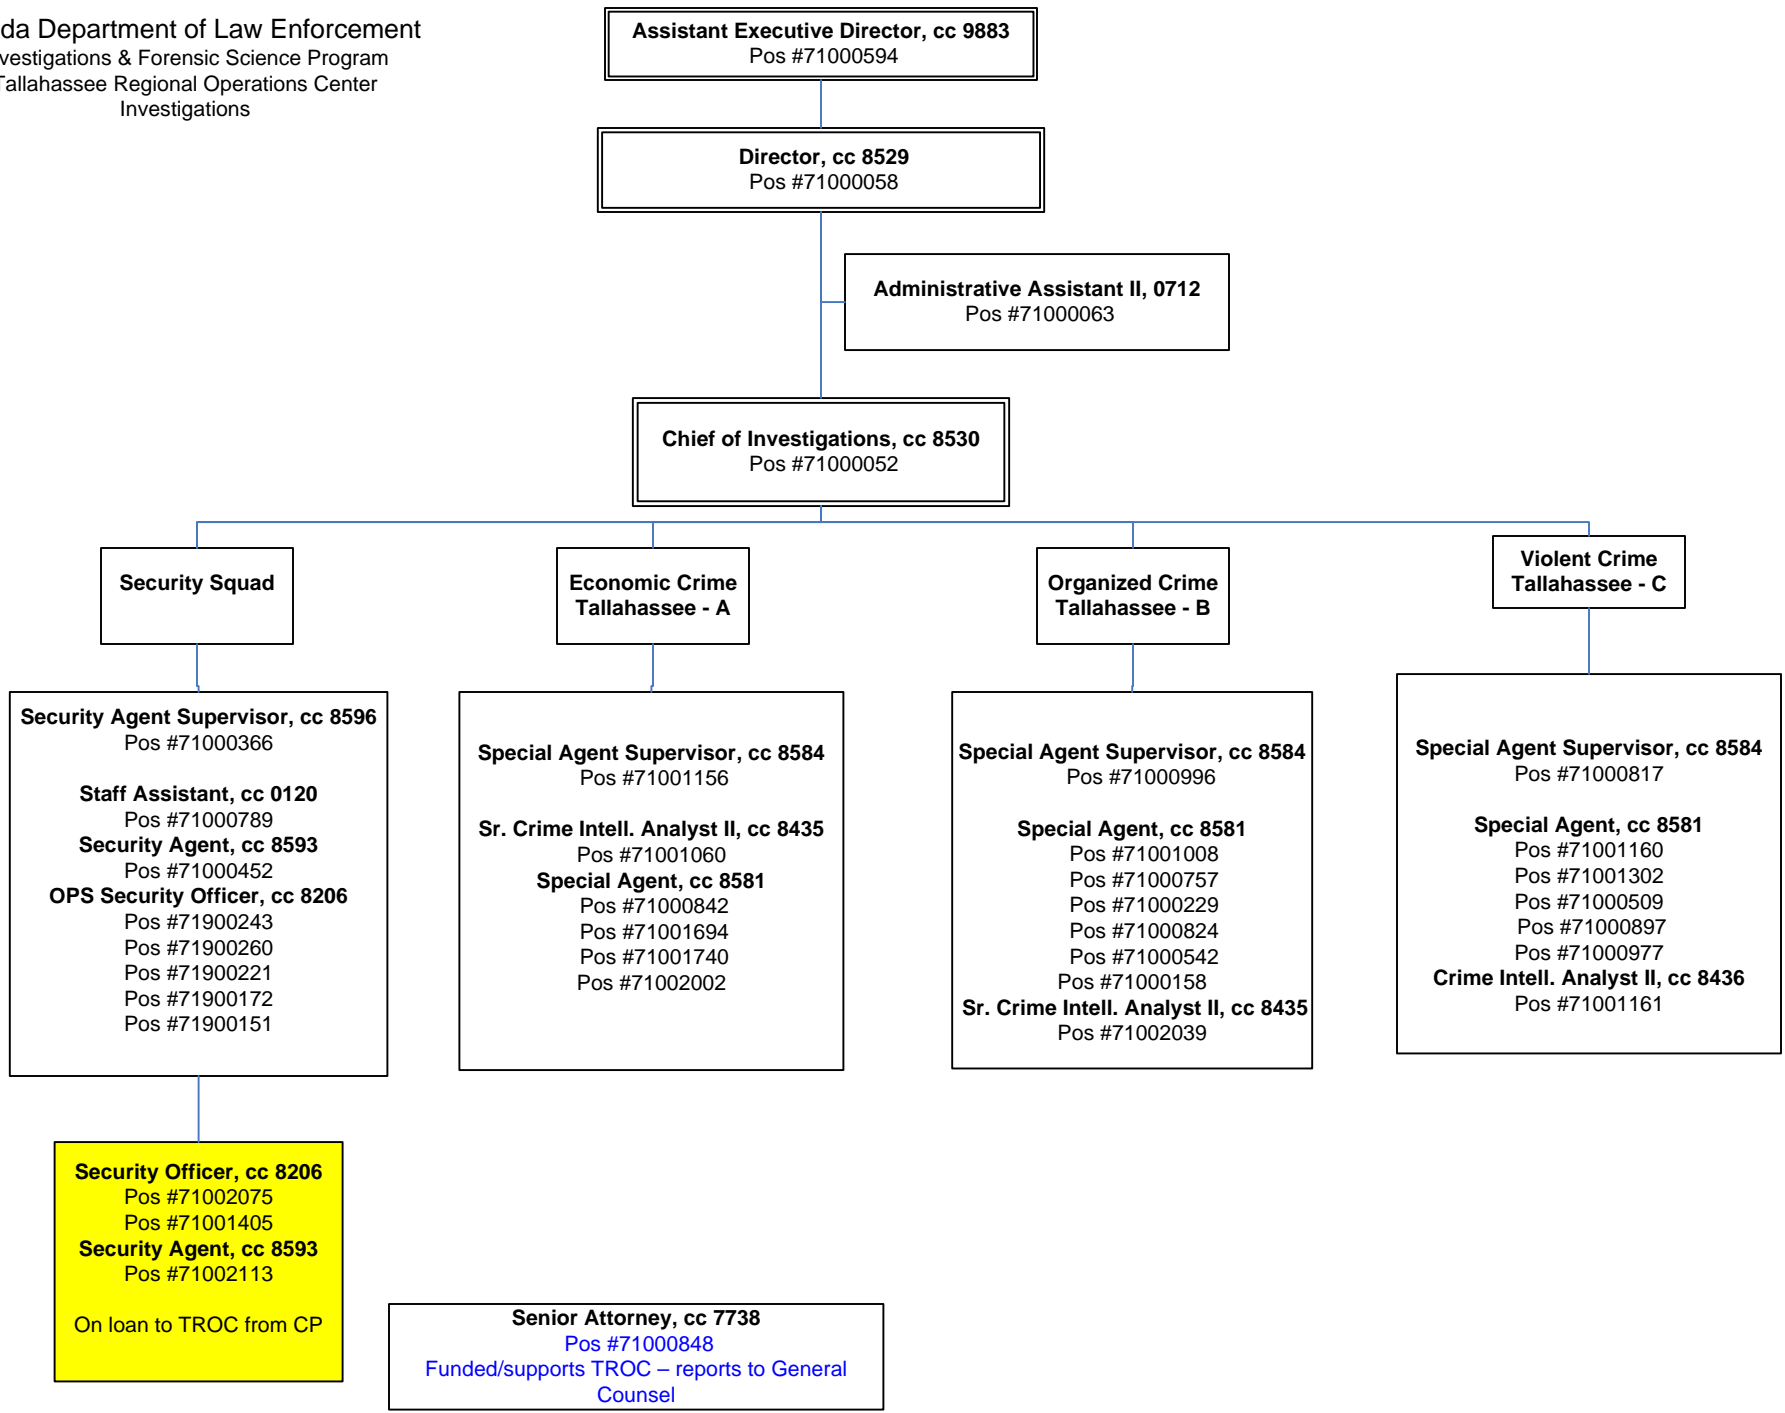 da Department of Law Enforcement
vestigations & Forensic Science Program
Tallahassee Regional Operations Center
Investigations
Assistant Executive Director, cc 9883
Pos #71000594
Director, cc 8529
Pos #71000058
Administrative Assistant II, 0712
Pos #71000063
Chief of Investigations, cc 8530
Pos #71000052
Security Squad
Economic Crime
Tallahassee - A
Organized Crime
Tallahassee - B
Violent Crime
Tallahassee - C
Security Agent Supervisor, cc 8596
Pos #71000366
Staff Assistant, cc 0120
Pos #71000789
Security Agent, cc 8593
Pos #71000452
OPS Security Officer, cc 8206
Pos #71900243
Pos #71900260
Pos #71900221
Pos #71900172
Pos #71900151
Special Agent Supervisor, cc 8584
Pos #71001156
Sr. Crime Intell. Analyst II, cc 8435
Pos #71001060
Special Agent, cc 8581
Pos #71000842
Pos #71001694
Pos #71001740
Pos #71002002
Special Agent Supervisor, cc 8584
Pos #71000996
Special Agent, cc 8581
Pos #71001008
Pos #71000757
Pos #71000229
Pos #71000824
Pos #71000542
Pos #71000158
Sr. Crime Intell. Analyst II, cc 8435
Pos #71002039
Special Agent Supervisor, cc 8584
Pos #71000817
Special Agent, cc 8581
Pos #71001160
Pos #71001302
Pos #71000509
Pos #71000897
Pos #71000977
Crime Intell. Analyst II, cc 8436
Pos #71001161
Security Officer, cc 8206
Pos #71002075
Pos #71001405
Security Agent, cc 8593
Pos #71002113
On loan to TROC from CP
Senior Attorney, cc 7738
Pos #71000848
Funded/supports TROC – reports to General
Counsel